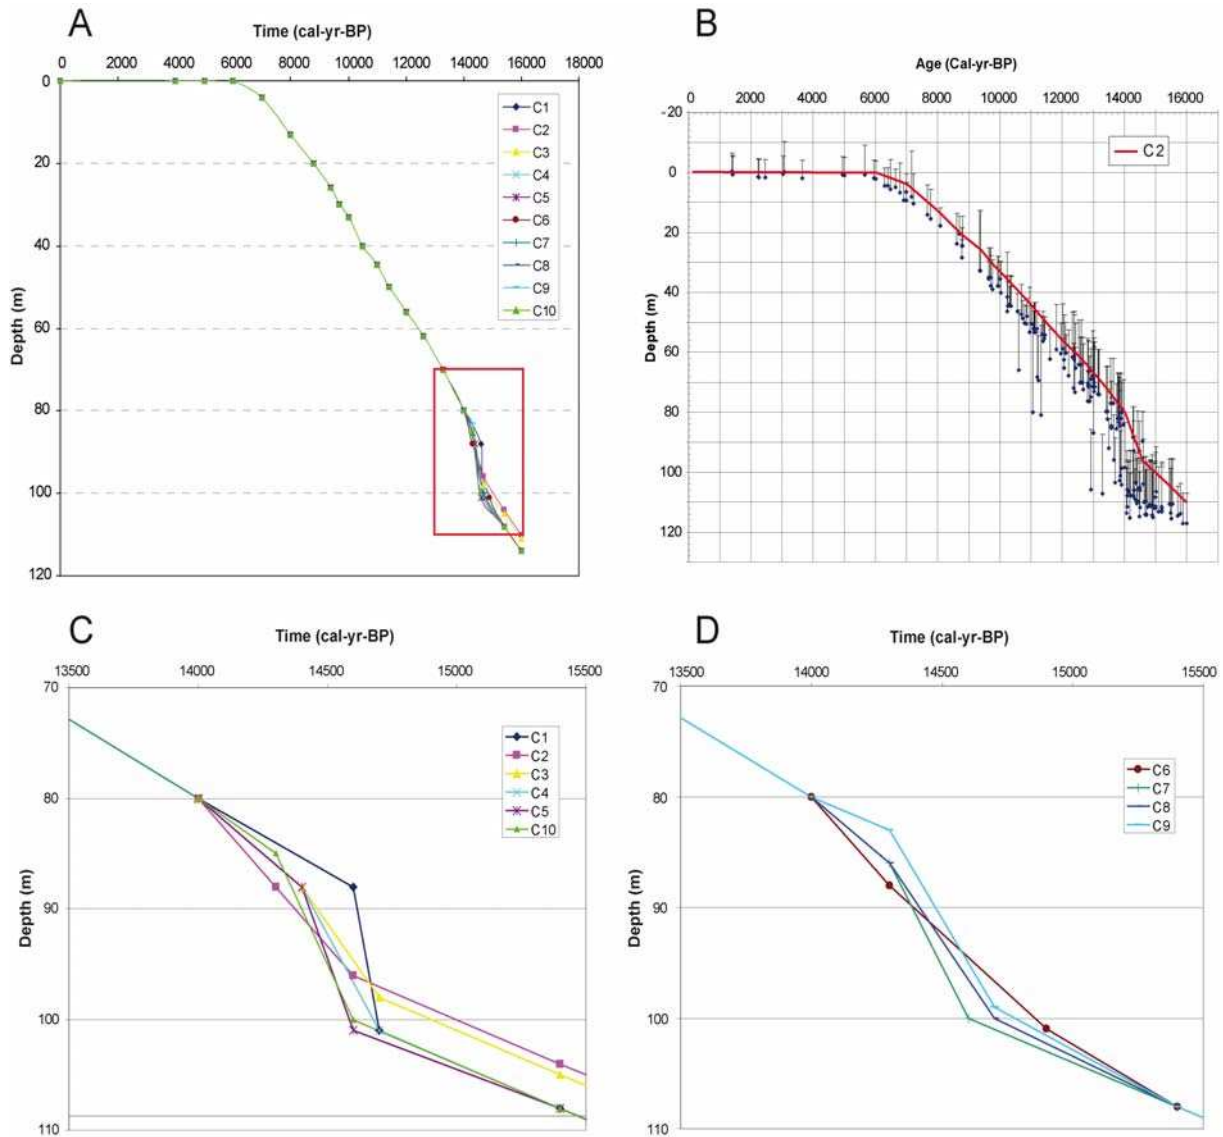 A
Time (cal-yr-BP)
0 2000 4000 6000 8000 10000 12000 14000 16000 18000
0
20
40
60
80
100
120
Depth (m)
C1
C2
C3
C4
C5
C6
C7
C8
C9
C10
B
Age (Cal-yr-BP)
0 2000 4000 6000 8000 10000 12000 14000 16000
-20
0
20
40
60
80
100
120
Depth (m)
C2
C
Time (cal-yr-BP)
13500 14000 14500 15000 15500
70
80
90
100
110
Depth (m)
C1
C2
C3
C4
C5
C10
D
Time (cal-yr-BP)
13500 14000 14500 15000 15500
70
80
90
100
110
Depth (m)
C6
C7
C8
C9